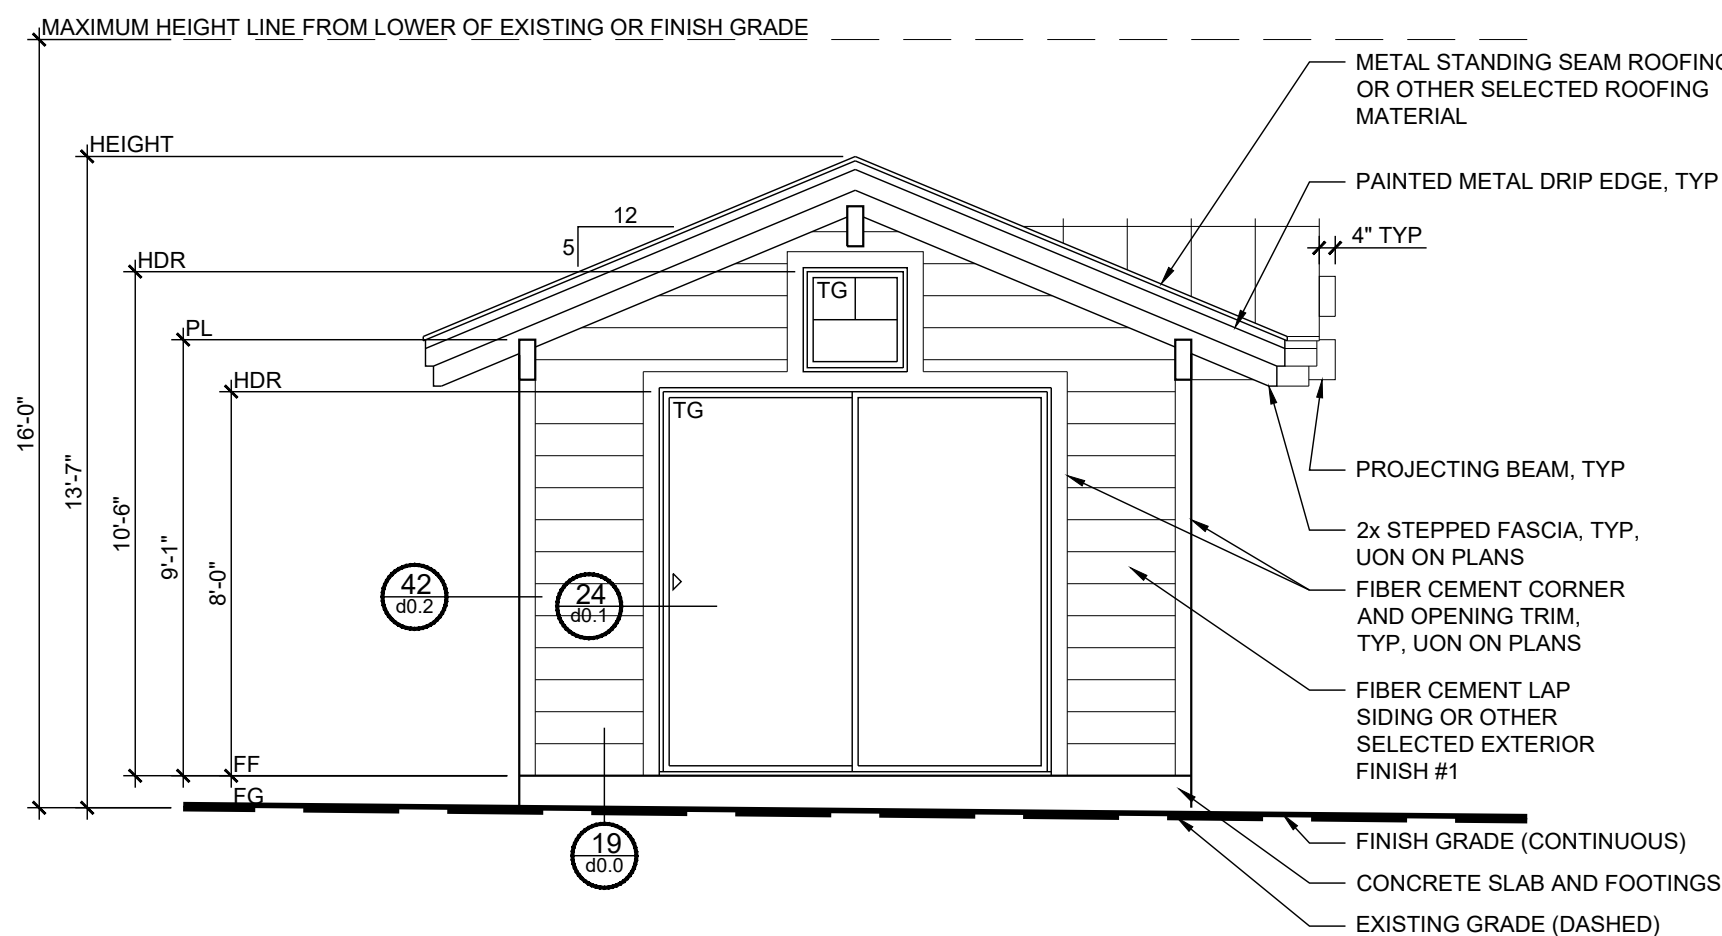 MAXIMUM HEIGHT LINE FROM LOWER OF EXISTING OR FINISH GRADE
METAL STANDING SEAM ROOFING
OR OTHER SELECTED ROOFING
MATERIAL
HEIGHT
PAINTED METAL DRIP EDGE, TYP
12
5
4" TYP
HDR
TG
PL
HDR
TG
16'-0"
13'-7"
10'-6"
9'-1"
8'-0"
PROJECTING BEAM, TYP
2x STEPPED FASCIA, TYP,
UON ON PLANS
42
d0.2
24
d0.1
FIBER CEMENT CORNER
AND OPENING TRIM,
TYP, UON ON PLANS
FIBER CEMENT LAP
SIDING OR OTHER
SELECTED EXTERIOR
FINISH #1
FF
FG
19
d0.0
FINISH GRADE (CONTINUOUS)
CONCRETE SLAB AND FOOTINGS
EXISTING GRADE (DASHED)